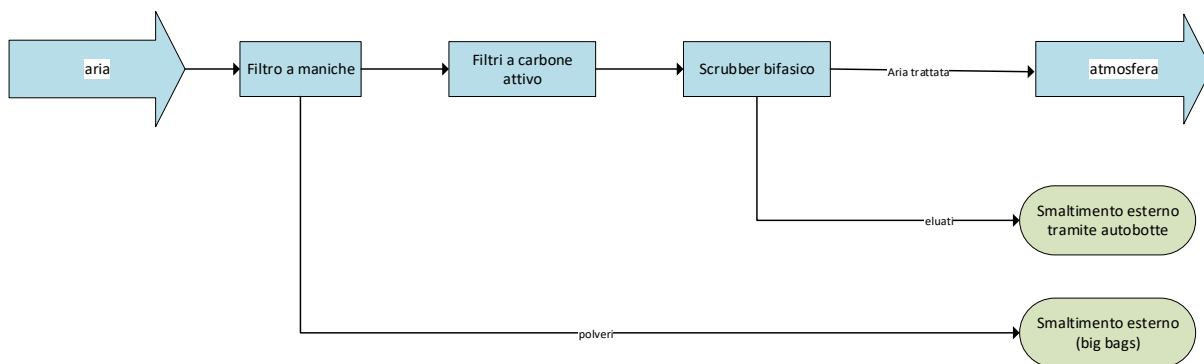 aria
Filtro a maniche
Filtri a carbone
attivo
Scrubber bifasico
Aria trattata
atmosfera
eluati
Smaltimento esterno
tramite autobotte
polveri
Smaltimento esterno
(big bags)